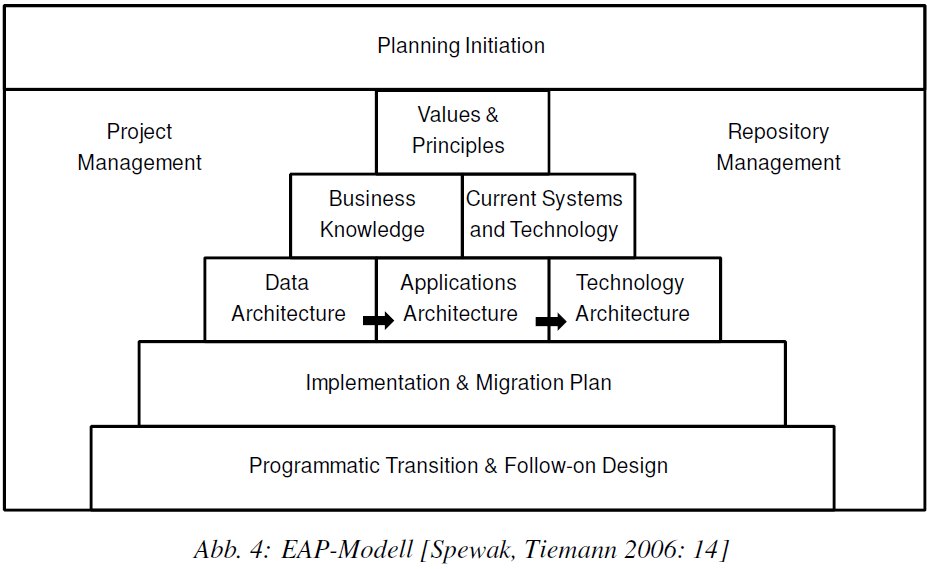 Planning Initiation
Values &
Principles
Project
Management
Repository
Management
Business
Knowledge
Current Systems
and Technology
Data
Architecture
Applications
Architecture
Technology
Architecture
Implementation & Migration Plan
Programmatic Transition & Follow-on Design
Abb. 4: EAP-Modell [Spewak, Tiemann 2006: 14]